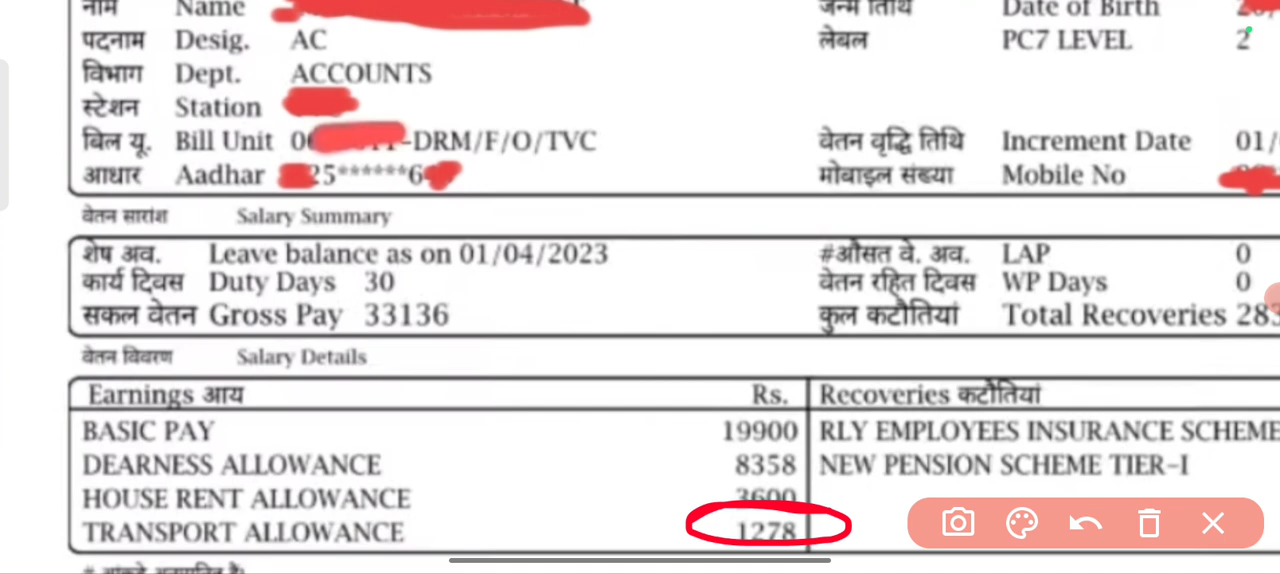 नाम Name जन्म तिथि Date of Birth
पदनाम Desig. AC लेबल PC7 LEVEL 2
विभाग Dept. ACCOUNTS
स्टेशन Station
बिल यू. Bill Unit -DRM/F/O/TVC वेतन वृद्धि तिथि Increment Date 01/
आधार Aadhar 25******6 मोबाइल संख्या Mobile No
वेतन सारांश Salary Summary
शेष अव. Leave balance as on 01/04/2023 #औसत वे. अव. LAP 0
कार्य दिवस Duty Days 30 वेतन रहित दिवस WP Days 0
सकल वेतन Gross Pay 33136 कुल कटौतियां Total Recoveries 283
वेतन विवरण Salary Details
Earnings आय Rs. Recoveries कटौतियां
BASIC PAY 19900 RLY EMPLOYEES INSURANCE SCHEME
DEARNESS ALLOWANCE 8358 NEW PENSION SCHEME TIER-I
HOUSE RENT ALLOWANCE 3600
TRANSPORT ALLOWANCE 1278